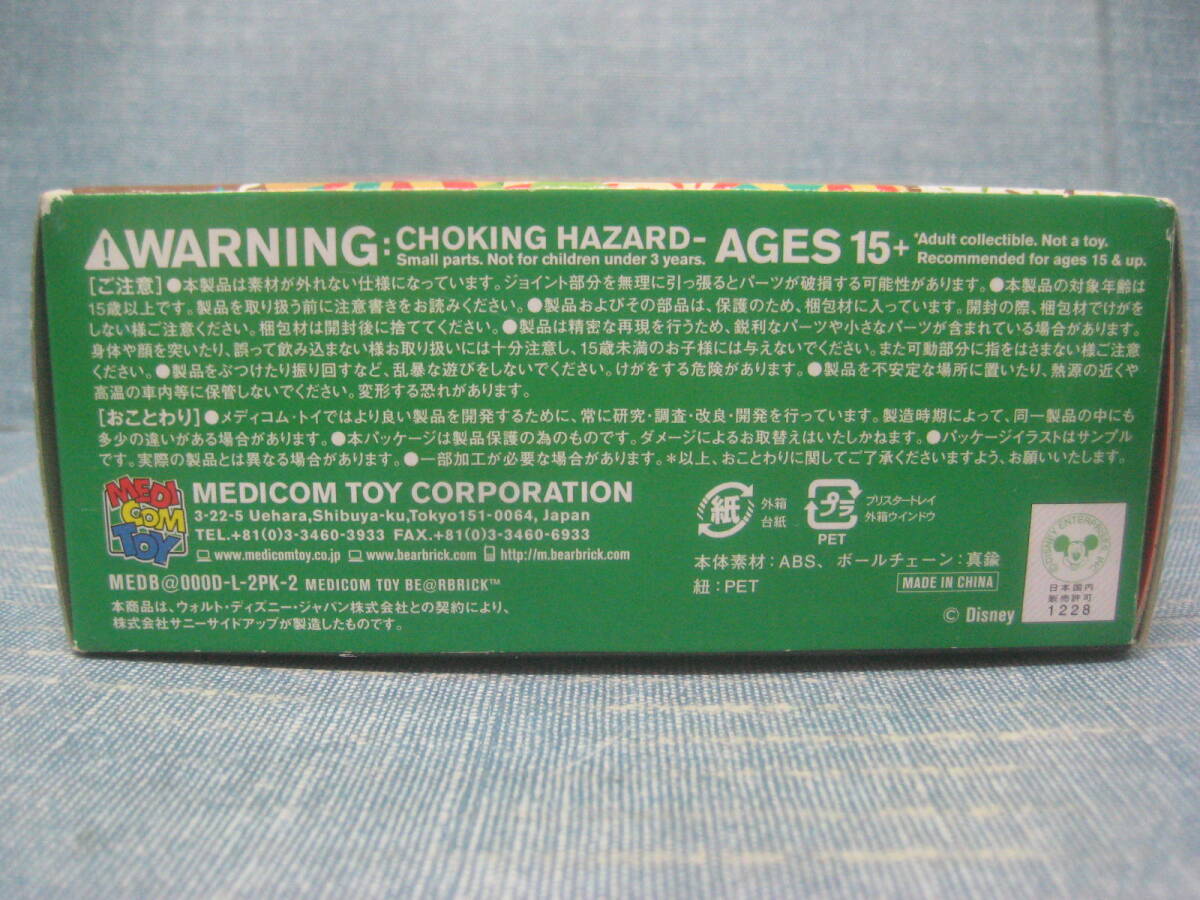 WARNING: CHOKING HAZARD- AGES 15+ *Adult collectible. Not a toy.
Small parts. Not for children under 3 years. Recommended for ages 15 & up.
[ご注意]●本製品は素材が外れない仕様になっています。ジョイント部分を無理に引っ張るとパーツが破損する可能性があります。●本製品の対象年齢は
15歳以上です。製品を取り扱う前に注意書きをお読みください。●製品およびその部品は、保護のため、梱包材に入っています。開封の際、梱包材でけがを
しない様ご注意ください。梱包材は開封後に捨ててください。●製品は精密な再現を行うため、鋭利なパーツや小さなパーツが含まれている場合があります。
身体や顔を突いたり、誤って飲み込まない様お取り扱いには十分注意し、15歳未満のお子様には与えないでください。また可動部分に指をはさまない様ご注意
ください。●製品をぶつけたり振り回すなど、乱暴な遊びをしないでください。けがをする危険があります。●製品を不安定な場所に置いたり、熱源の近くや
高温の車内等に保管しないでください。変形する恐れがあります。
[おことわり]●メディコム・トイではより良い製品を開発するために、常に研究・調査・改良・開発を行っています。製造時期によって、同一製品の中にも
多少の違いがある場合があります。●本パッケージは製品保護の為のものです。ダメージによるお取替えはいたしかねます。●パッケージイラストはサンプル
です。実際の製品とは異なる場合があります。●一部加工が必要な場合があります。*以上、おことわりに関してご了承くださいますよう、お願いいたします。
MEDI
COM
TOY
MEDICOM TOY CORPORATION
3-22-5 Uehara,Shibuya-ku,Tokyo151-0064, Japan
TEL.+81(0)3-3460-3933 FAX.+81(0)3-3460-6933
www.medicomtoy.co.jp www.bearbrick.com http://m.bearbrick.com
MEDB@000D-L-2PK-2 MEDICOM TOY BE@RBRICK™
本商品は、ウォルト・ディズニー・ジャパン株式会社との契約により、
株式会社サニーサイドアップが製造したものです。
紙 外箱
台紙
プラ ブリスタートレイ
外箱ウインドウ
PET
本体素材:ABS、ボールチェーン:真鍮
紐:PET MADE IN CHINA
© Disney
日本国内
販売許可
1228